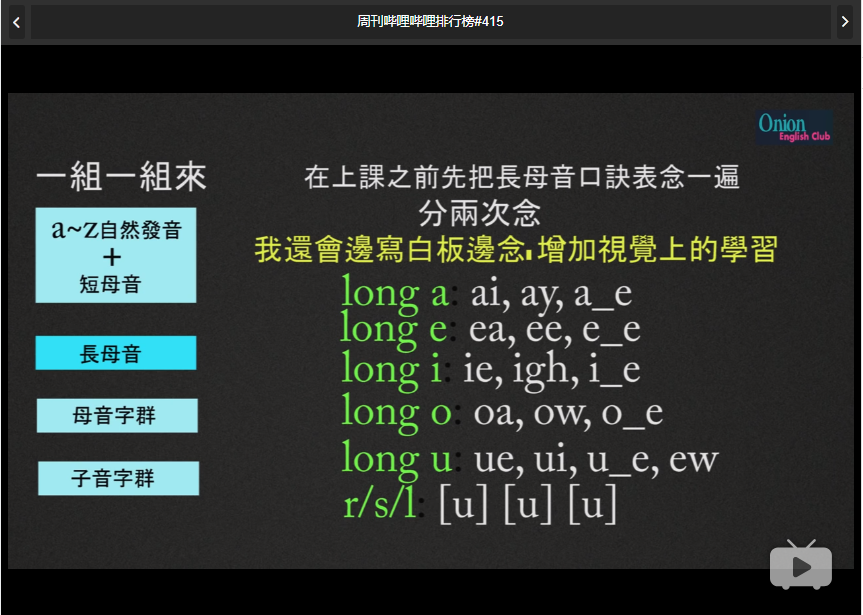 周刊哔哩哔哩排行榜#415
Onion
English Club
一組一組來
a~z自然發音
+
短母音
長母音
母音字群
子音字群
在上課之前先把長母音口訣表念一遍
分兩次念
我還會邊寫白板邊念,增加視覺上的學習
long a: ai, ay, a_e
long e: ea, ee, e_e
long i: ie, igh, i_e
long o: oa, ow, o_e
long u: ue, ui, u_e, ew
r/s/l: [u] [u] [u]